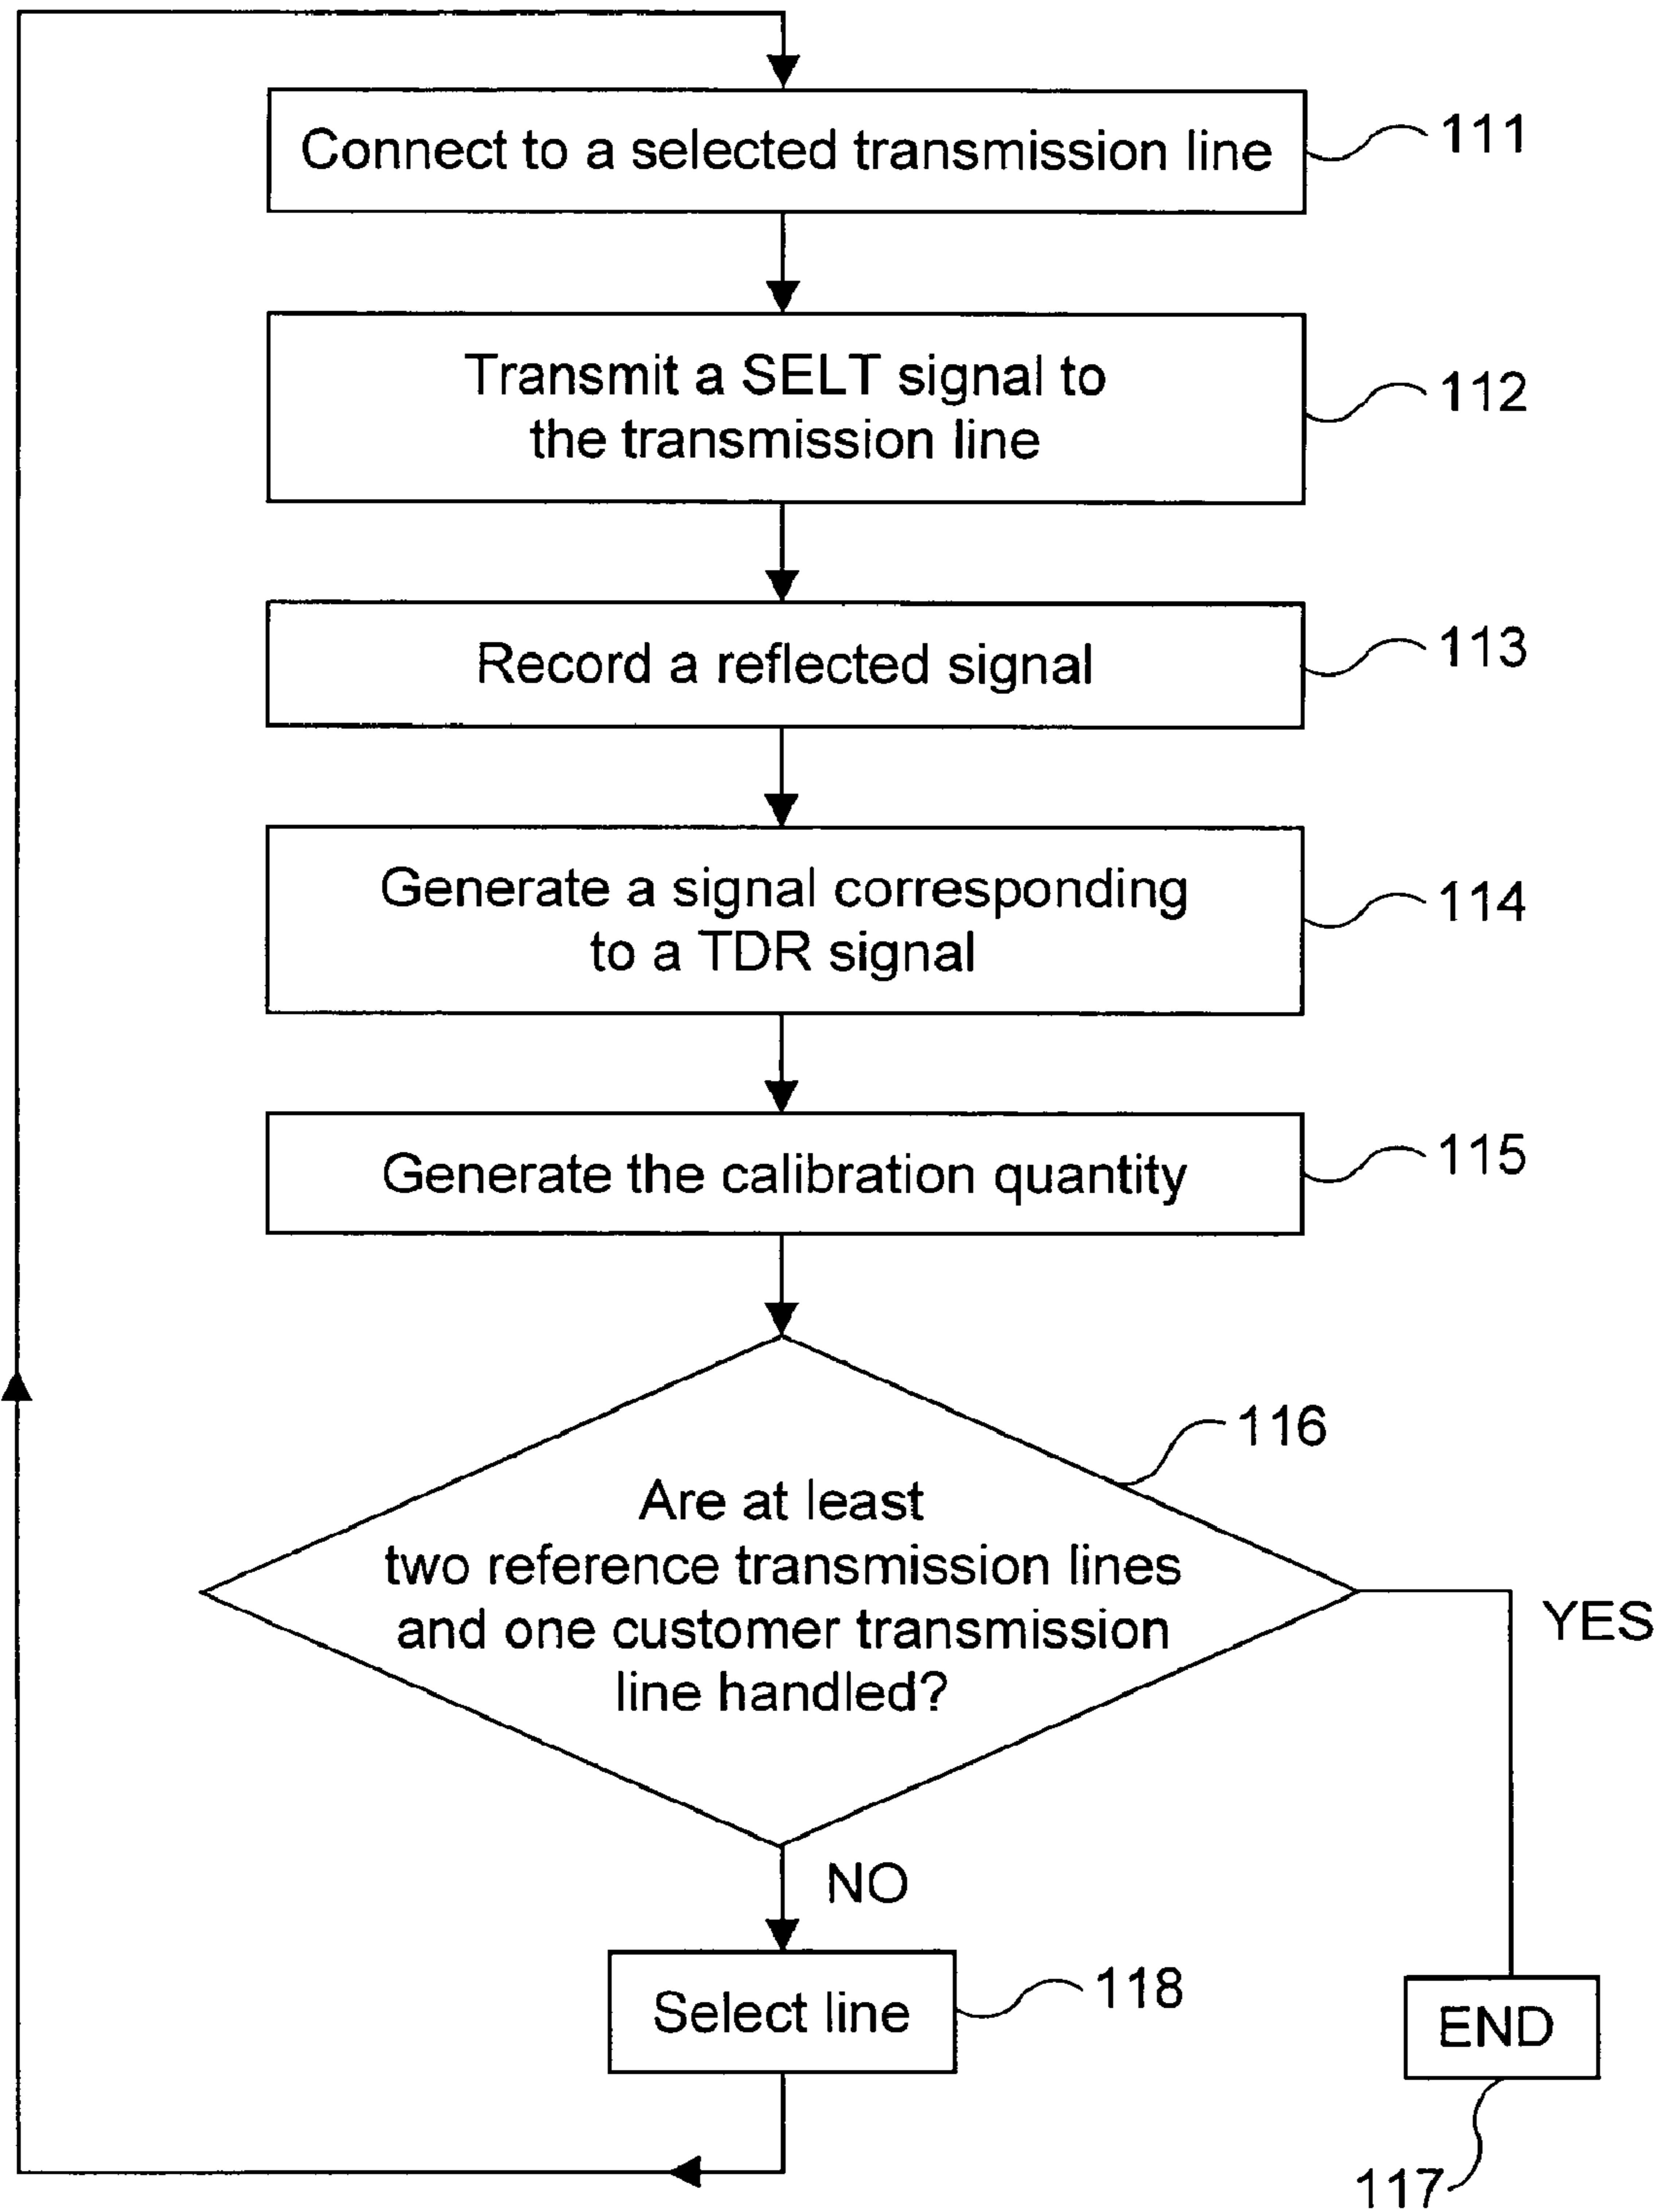 Connect to a selected transmission line
111
Transmit a SELT signal to
the transmission line
112
Record a reflected signal
113
Generate a signal corresponding
to a TDR signal
114
Generate the calibration quantity
115
116
Are at least
two reference transmission lines
and one customer transmission
line handled?
YES
NO
Select line
118
END
117